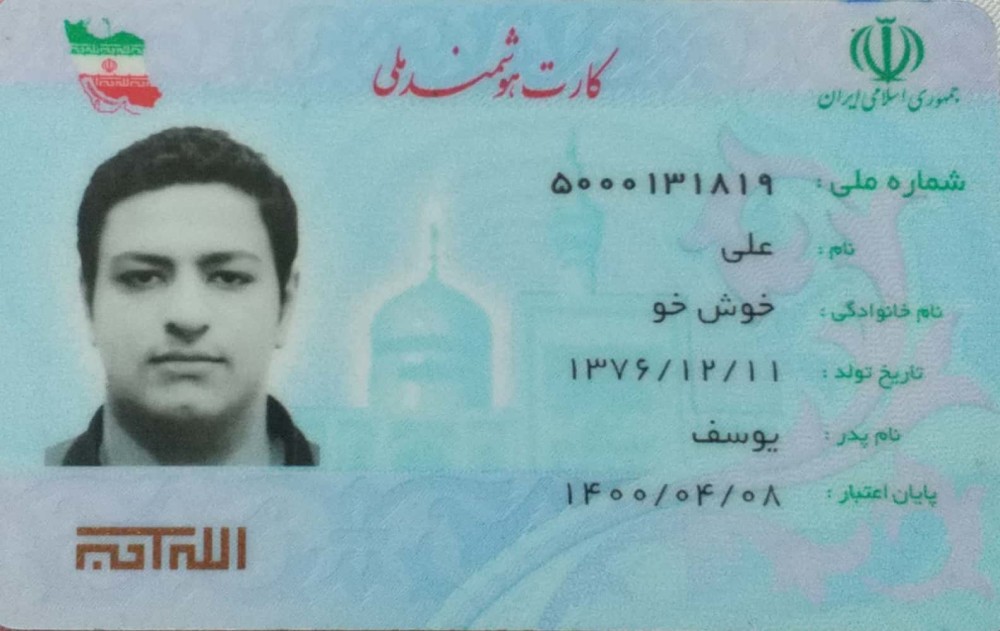 کارت هوشمند ملی
جمهوری اسلامی ایران
شماره ملی : ۵۰۰۰۱۳۱۸۱۹
نام : علی
نام خانوادگی : خوش خو
تاریخ تولد : ۱۳۷۶/۱۲/۱۱
نام پدر : یوسف
پایان اعتبار : ۱۴۰۰/۰۴/۰۸
الله اکبر